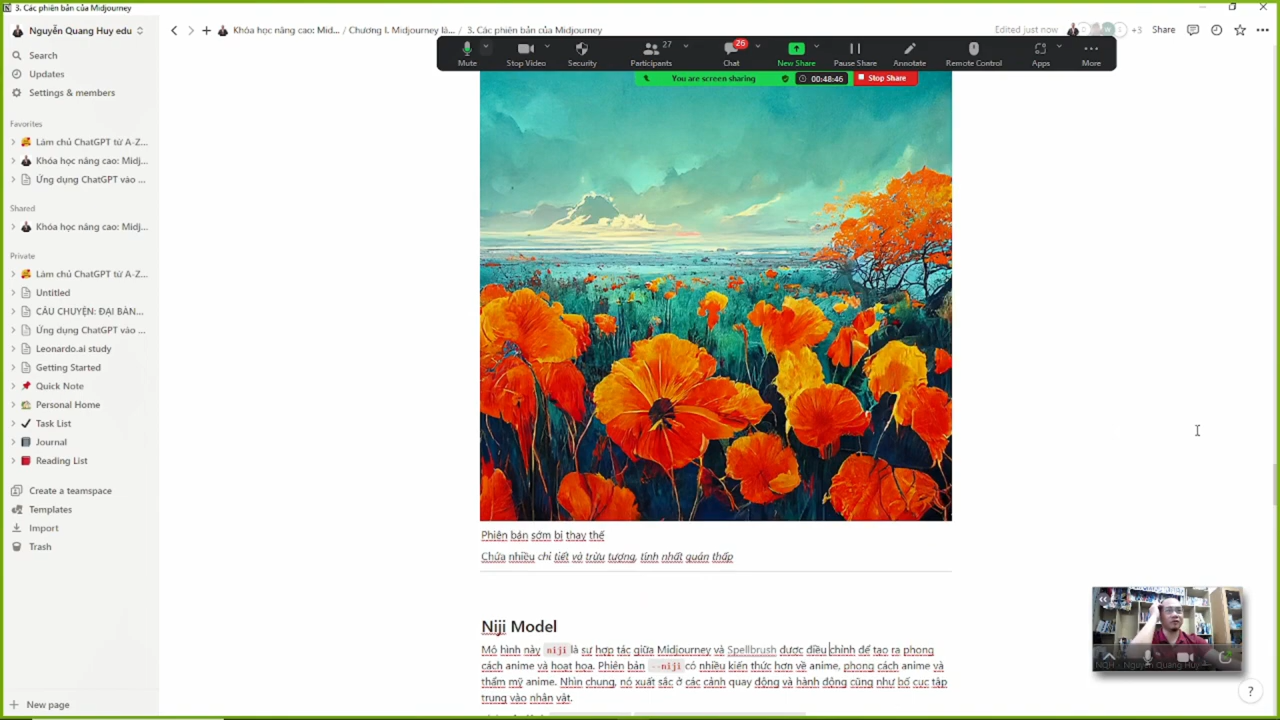 3. Các phiên bản của Midjourney
Nguyễn Quang Huy edu
Khóa học nâng cao: Mid... / Chương I. Midjourney là... / 3. Các phiên bản của Midjourney
Edited just now
+3
Share
Search
Updates
Settings & members
Mute
Stop Video
Security
27
Participants
26
Chat
New Share
Pause Share
Annotate
Remote Control
Apps
More
You are screen sharing
00:48:46
Stop Share
Favorites
Làm chủ ChatGPT từ A-Z...
Khóa học nâng cao: Midj...
Ứng dụng ChatGPT vào ...
Shared
Khóa học nâng cao: Midj...
Private
Làm chủ ChatGPT từ A-Z...
Untitled
CÂU CHUYỆN: ĐẠI BÀN...
Ứng dụng ChatGPT vào ...
Leonardo.ai study
Getting Started
Quick Note
Personal Home
Task List
Journal
Reading List
Create a teamspace
Templates
Import
Trash
New page
Phiên bản sớm bị thay thế
Chứa nhiều chi tiết và trừu tượng, tính nhất quán thấp
Niji Model
Mô hình này niji là sự hợp tác giữa Midjourney và Spellbrush được điều chỉnh để tạo ra phong
cách anime và hoạt họa. Phiên bản --niji có nhiều kiến thức hơn về anime, phong cách anime và
thẩm mỹ anime. Nhìn chung, nó xuất sắc ở các cảnh quay động và hành động cũng như bố cục tập
trung vào nhân vật.
NQH - Nguyễn Quang Huy
?